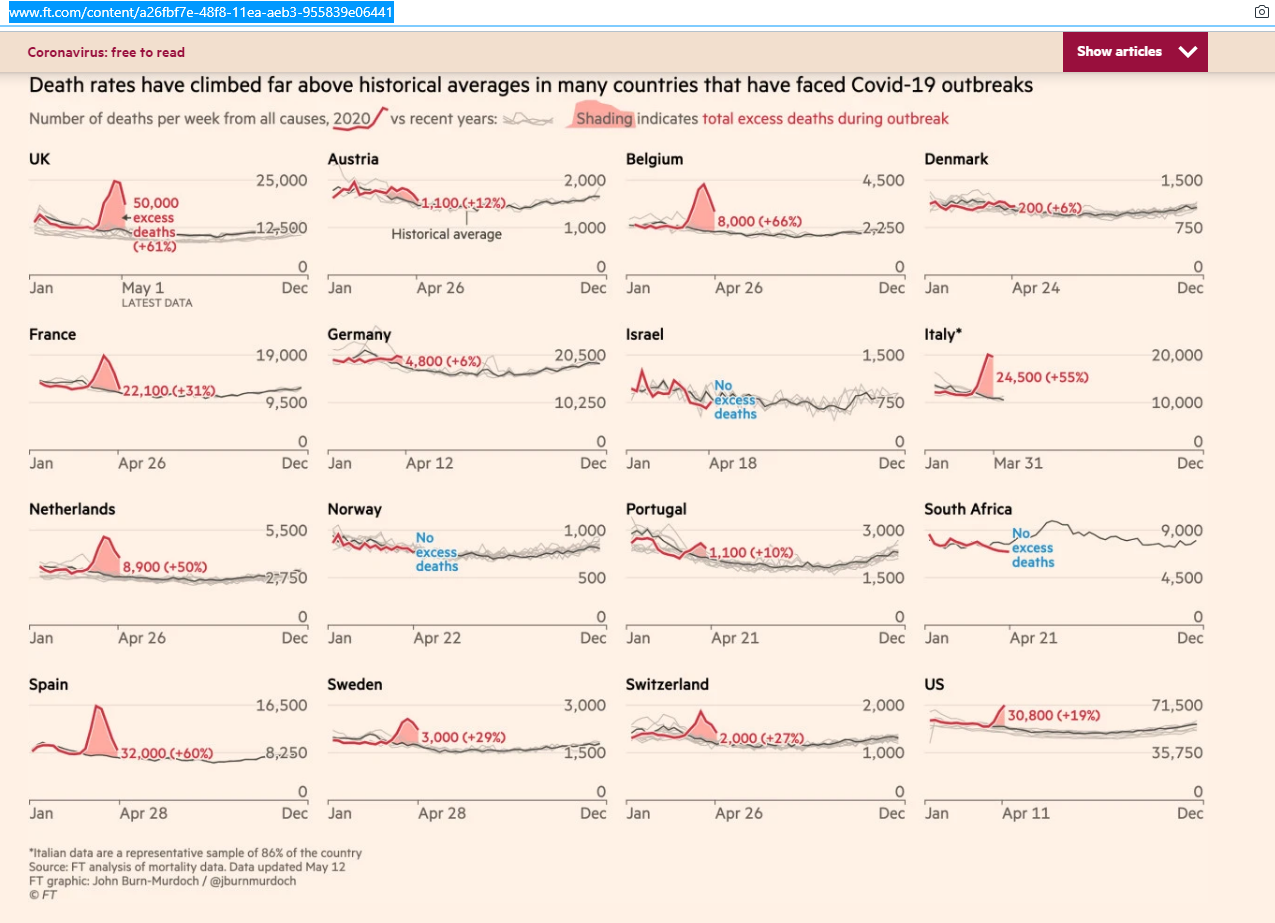 www.ft.com/content/a26fbf7e-48f8-11ea-aeb3-955839e06441
Coronavirus: free to read
Show articles
Death rates have climbed far above historical averages in many countries that have faced Covid-19 outbreaks
Number of deaths per week from all causes, 2020 vs recent years: Shading indicates total excess deaths during outbreak
UK
25,000
12,500
0
50,000
excess
deaths
(+61%)
Jan
May 1
LATEST DATA
Dec
Austria
2,000
1,000
0
1,100 (+12%)
Historical average
Jan
Apr 26
Dec
Belgium
4,500
2,250
0
8,000 (+66%)
Jan
Apr 26
Dec
Denmark
1,500
750
0
200 (+6%)
Jan
Apr 24
Dec
France
19,000
9,500
0
22,100 (+31%)
Jan
Apr 26
Dec
Germany
20,500
10,250
0
4,800 (+6%)
Jan
Apr 12
Dec
Israel
1,500
750
0
No
excess
deaths
Jan
Apr 18
Dec
Italy*
20,000
10,000
0
24,500 (+55%)
Jan
Mar 31
Dec
Netherlands
5,500
2,750
0
8,900 (+50%)
Jan
Apr 26
Dec
Norway
1,000
500
0
No
excess
deaths
Jan
Apr 22
Dec
Portugal
3,000
1,500
0
1,100 (+10%)
Jan
Apr 21
Dec
South Africa
9,000
4,500
0
No
excess
deaths
Jan
Apr 21
Dec
Spain
16,500
8,250
0
32,000 (+60%)
Jan
Apr 28
Dec
Sweden
3,000
1,500
0
3,000 (+29%)
Jan
Apr 28
Dec
Switzerland
2,000
1,000
0
2,000 (+27%)
Jan
Apr 26
Dec
US
71,500
35,750
0
30,800 (+19%)
Jan
Apr 11
Dec
*Italian data are a representative sample of 86% of the country
Source: FT analysis of mortality data. Data updated May 12
FT graphic: John Burn-Murdoch / @jburnmurdoch
© FT